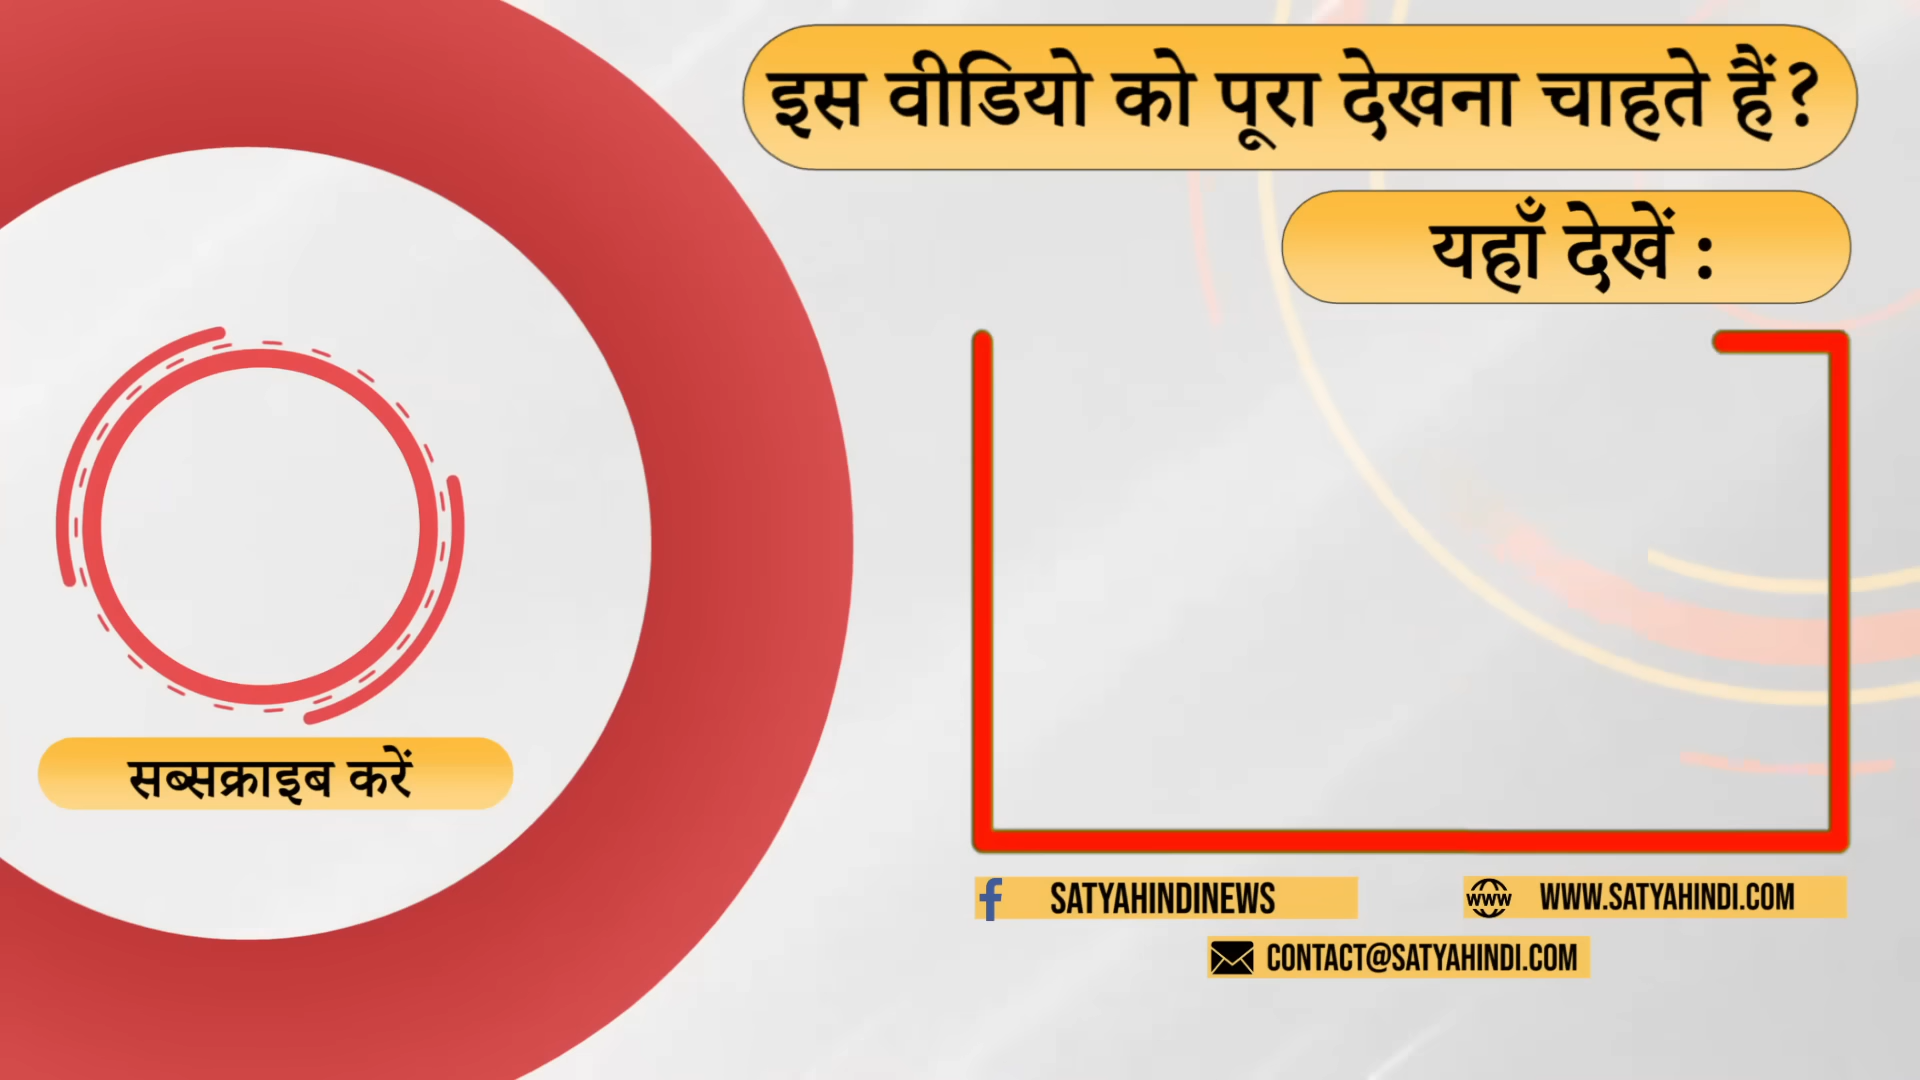 इस वीडियो को पूरा देखना चाहते हैं?
यहाँ देखें :
सब्सक्राइब करें
SATYAHINDINEWS
WWW WWW.SATYAHINDI.COM
CONTACT@SATYAHINDI.COM